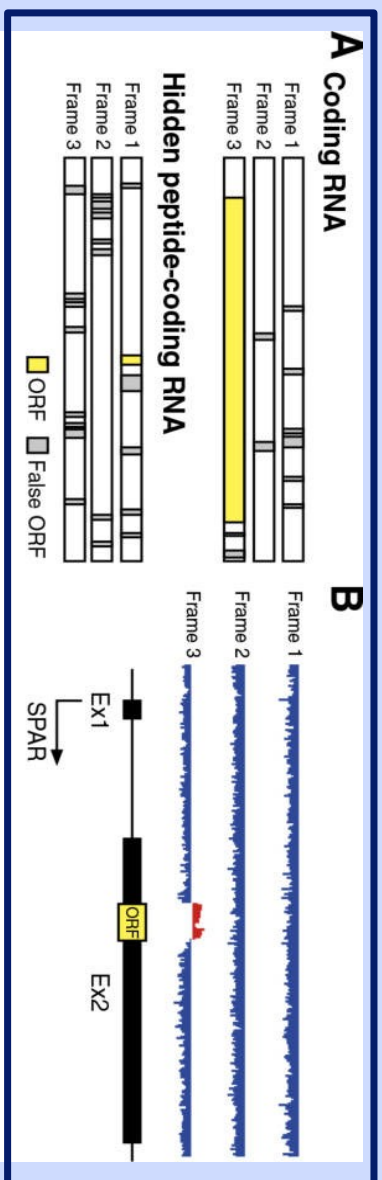 A Coding RNA
Frame 1
Frame 2
Frame 3
Hidden peptide-coding RNA
Frame 1
Frame 2
Frame 3
ORF False ORF
B
Frame 1
Frame 2
Frame 3
ORF
Ex1 Ex2
SPAR